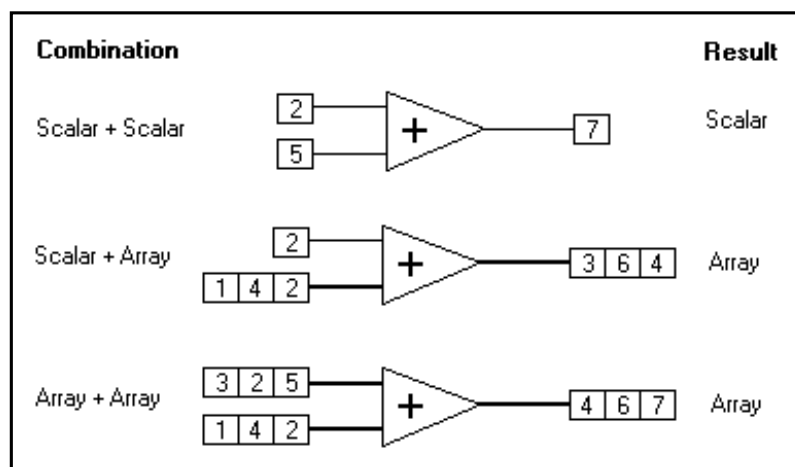 Combination Result
2
Scalar + Scalar + 7 Scalar
5
2
Scalar + Array + 3 6 4 Array
1 4 2
3 2 5
Array + Array + 4 6 7 Array
1 4 2